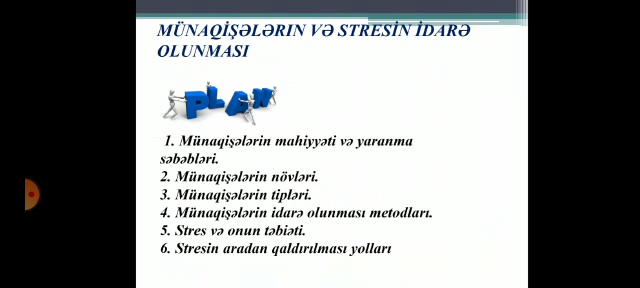 MÜNAQİŞƏLƏRIN VƏ STRESİN İDARƏ
OLUNMASI
PLAN
1. Münaqişələrin mahiyyəti və yaranma
səbəbləri.
2. Münaqişələrin növləri.
3. Münaqişələrin tipləri.
4. Münaqişələrin idarə olunması metodları.
5. Stres və onun təbiəti.
6. Stresin aradan qaldırılması yolları